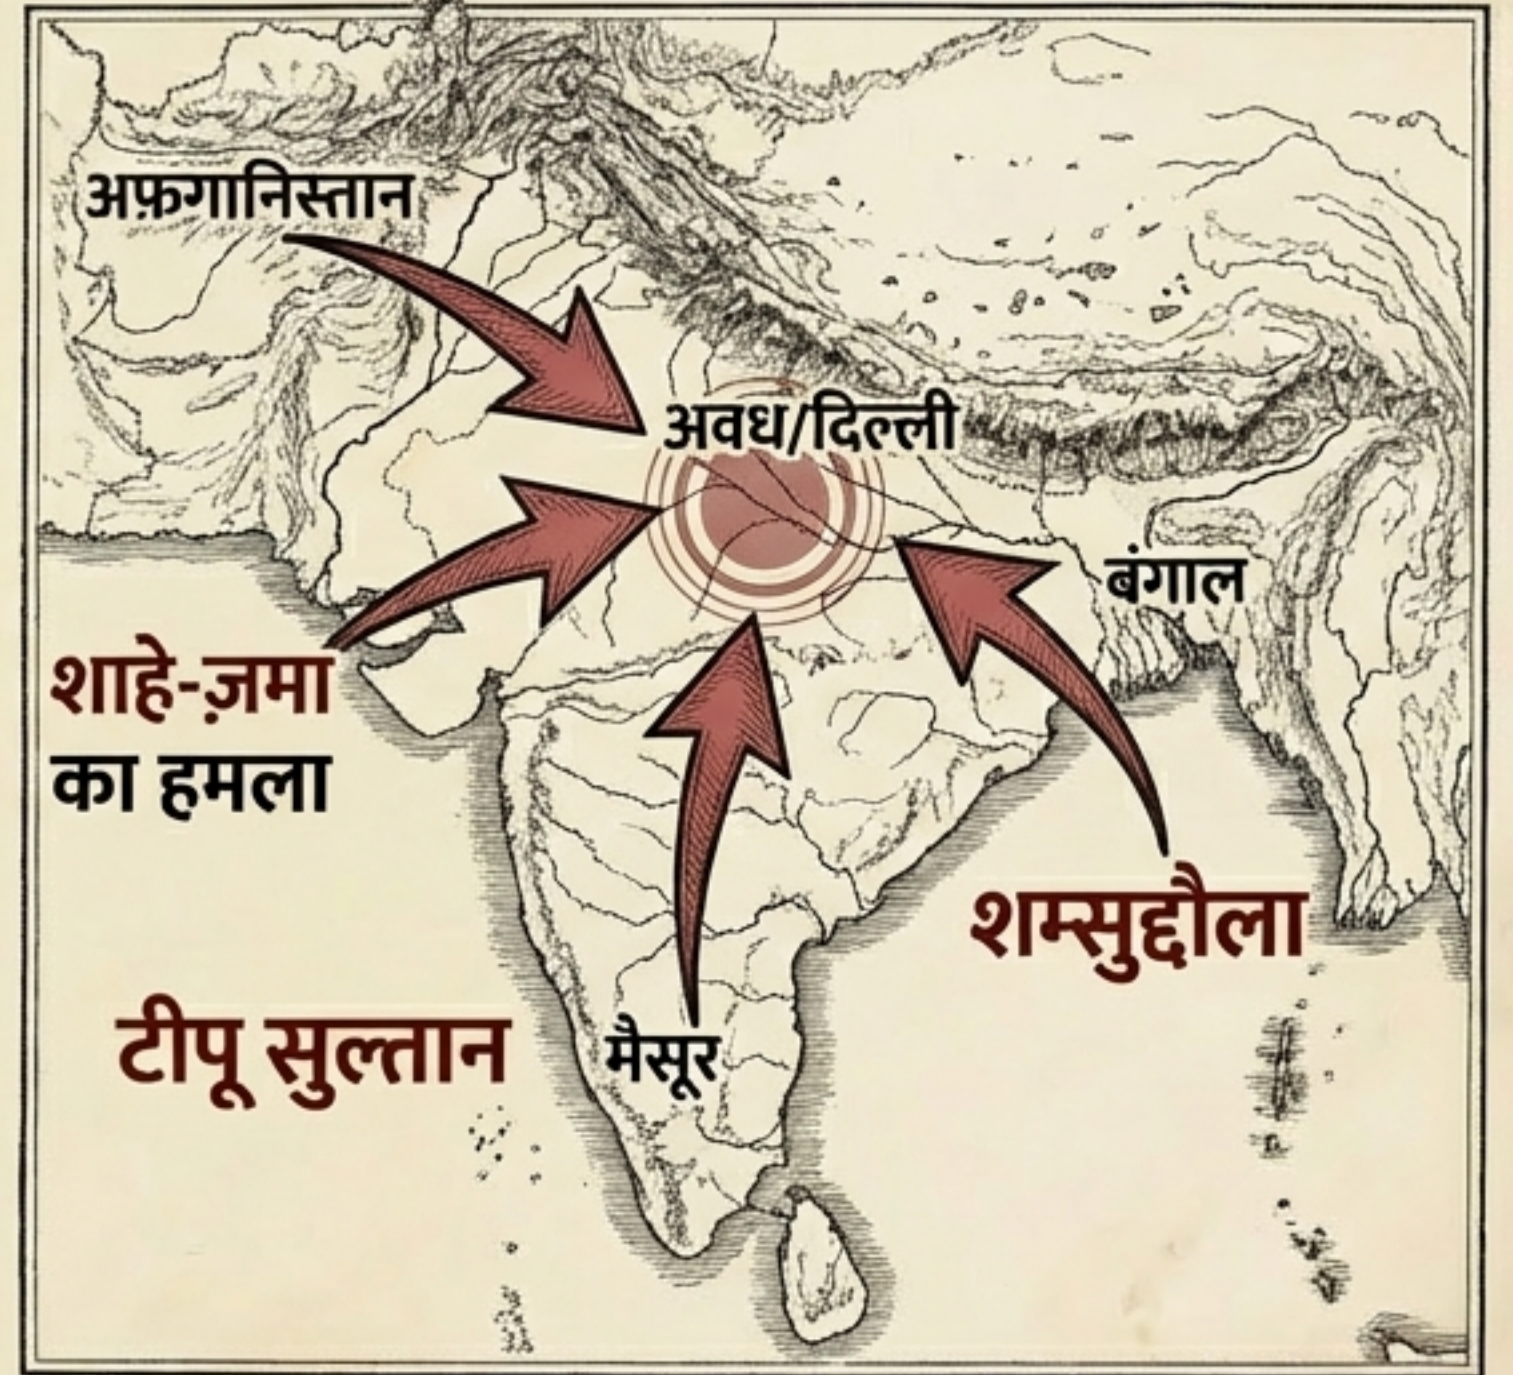 अफ़गानिस्तान
अवध/दिल्ली
बंगाल
शाहे-ज़मा
का हमला
शम्सुद्दौला
टीपू सुल्तान
मैसूर